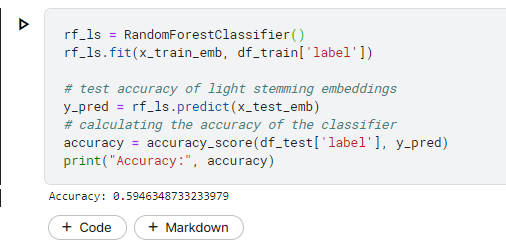 rf_ls = RandomForestClassifier()
rf_ls.fit(x_train_emb, df_train['label'])
# test accuracy of light stemming embeddings
y_pred = rf_ls.predict(x_test_emb)
# calculating the accuracy of the classifier
accuracy = accuracy_score(df_test['label'], y_pred)
print("Accuracy:", accuracy)
Accuracy: 0.5946348733233979
+ Code + Markdown